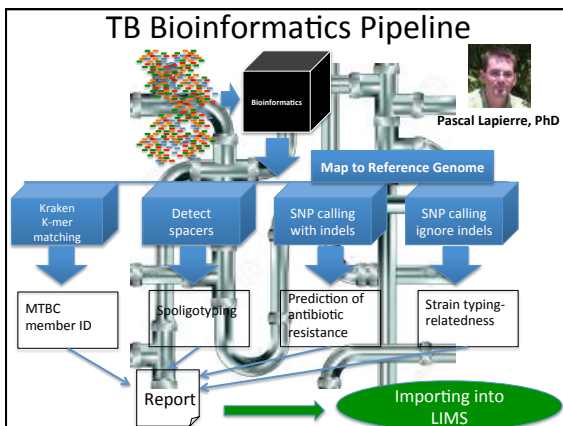 TB Bioinformatics Pipeline
Bioinformatics
Pascal Lapierre, PhD
Map to Reference Genome
Kraken
K-mer
matching
Detect
spacers
SNP calling
with indels
SNP calling
ignore indels
MTBC
member ID
Spoligotyping
Prediction of
antibiotic
resistance
Strain typing-
relatedness
Report
Importing into
LIMS